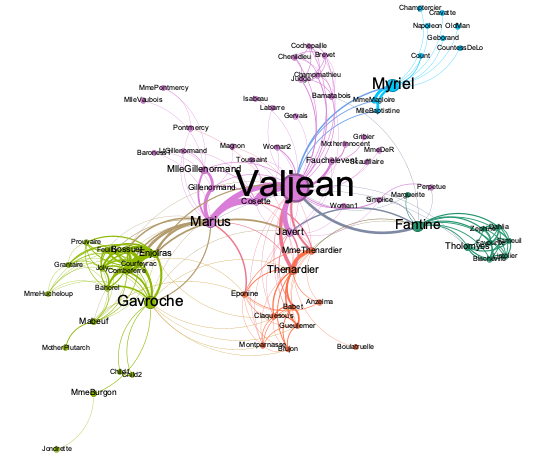 Champtercier
Cravatte
Napoleon
OldMan
Geborand
CountessDeLo
Count
Cochepaille
Chenildieu
Brevet
Champmathieu
Judge
Myriel
Bamatabois
MmeMagloire
MlleBaptistine
MmePontmercy
MlleVaubois
Isabeau
Labarre
Gervais
Pontmercy
Gribier
MotherInnocent
Magnon
Woman2
MmeDeR
BaronessT
LtGillenormand
Toussaint
Fauchelevent
Scaufflaire
MlleGillenormand
Valjean
Gillenormand
Perpetue
Marguerite
Simplice
Cosette
Woman1
Marius
Fantine
Javert
Prouvaire
Bossuet
Enjolras
MmeThenardier
Tholomyes
Grantaire
Joly
Courfeyrac
Combeferre
Thenardier
Bahorel
MmeHucheloup
Eponine
Anzelma
Gavroche
Babet
Mabeuf
Claquesous
Gueulemer
MotherPlutarch
Montparnasse
Brujon
Boulatruelle
Child1
Child2
MmeBurgon
Jondrette